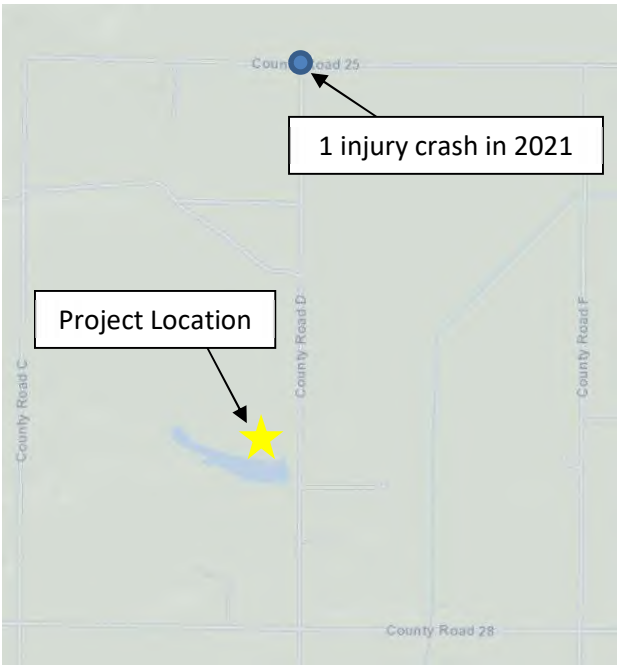 County Road 25
1 injury crash in 2021
Project Location
County Road D
County Road F
County Road C
County Road 28